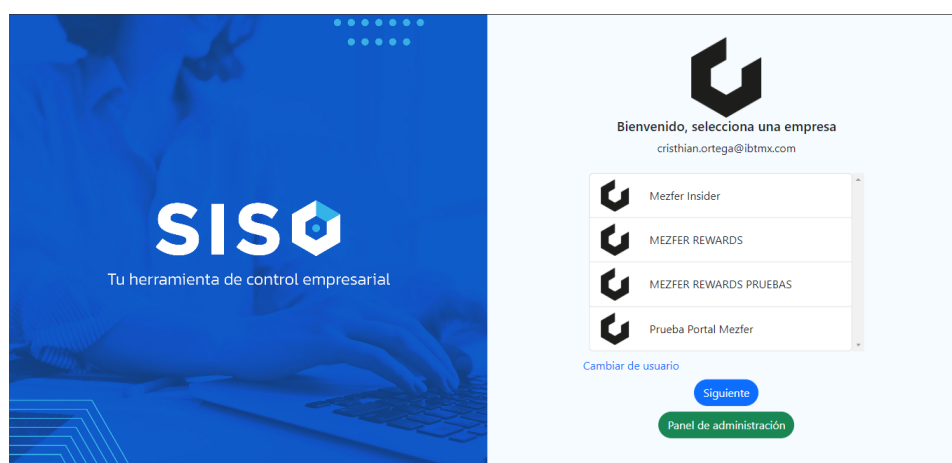 SISO
Tu herramienta de control empresarial
Bienvenido, selecciona una empresa
cristhian.ortega@ibtmx.com
Mezfer Insider
MEZFER REWARDS
MEZFER REWARDS PRUEBAS
Prueba Portal Mezfer
Cambiar de usuario
Siguiente
Panel de administración